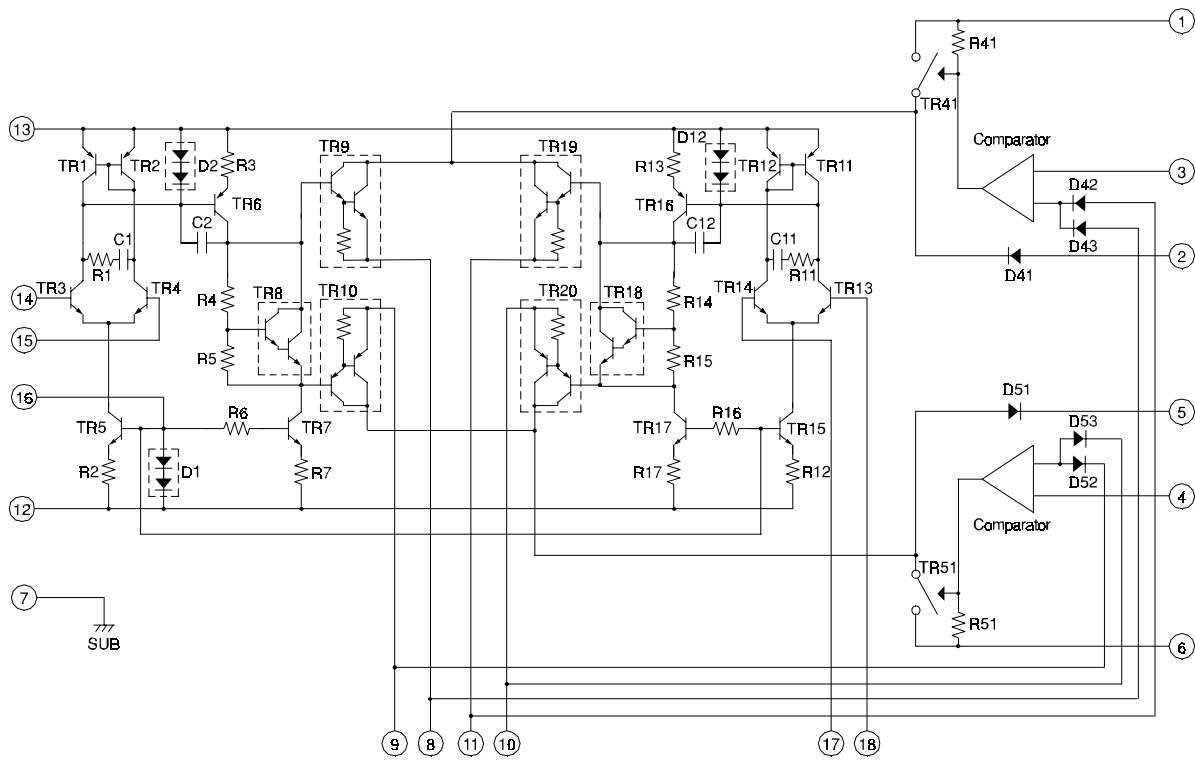 1
R41
TR41
13
TR1
TR2
D2
R3
TR9
TR19
R13
D12
TR12
TR11
Comparator
3
TR6
C2
TR16
C12
D42
D43
R1
C1
C11
R11
D41
2
14
TR3
TR4
R4
TR8
TR10
TR20
TR18
R14
TR14
TR13
15
R5
R15
16
D51
5
TR5
R6
TR7
TR17
R16
TR15
D53
R2
D1
R7
R17
R12
D52
4
12
Comparator
TR51
7
SUB
R51
6
9
8
11
10
17
18